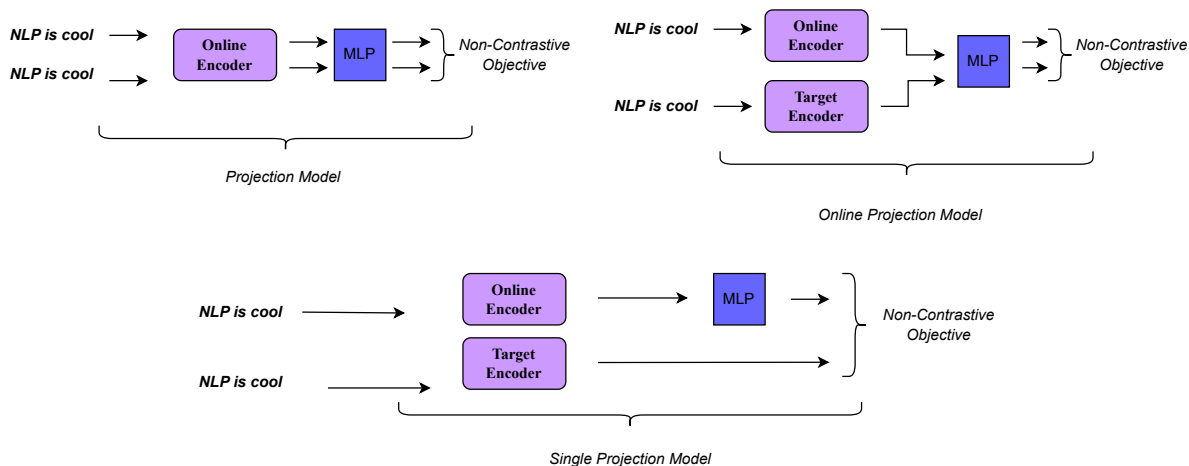 NLP is cool
NLP is cool
Online
Encoder
MLP
Non-Contrastive
Objective
Projection Model
NLP is cool
NLP is cool
Online
Encoder
Target
Encoder
MLP
Non-Contrastive
Objective
Online Projection Model
NLP is cool
NLP is cool
Online
Encoder
Target
Encoder
MLP
Non-Contrastive
Objective
Single Projection Model